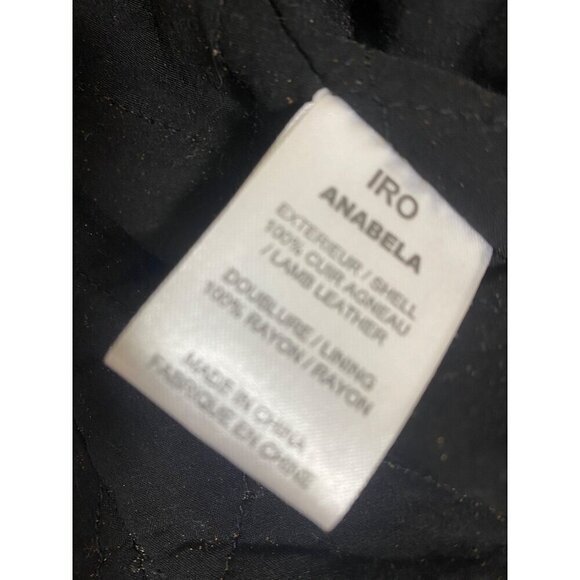 IRO
ANABELA
EXTERIEUR / SHELL
100% CUIR AGNEAU
/ LAMB LEATHER
DOUBLURE / LINING
100% RAYON / RAYON
MADE IN CHINA
FABRIQUE EN CHINE